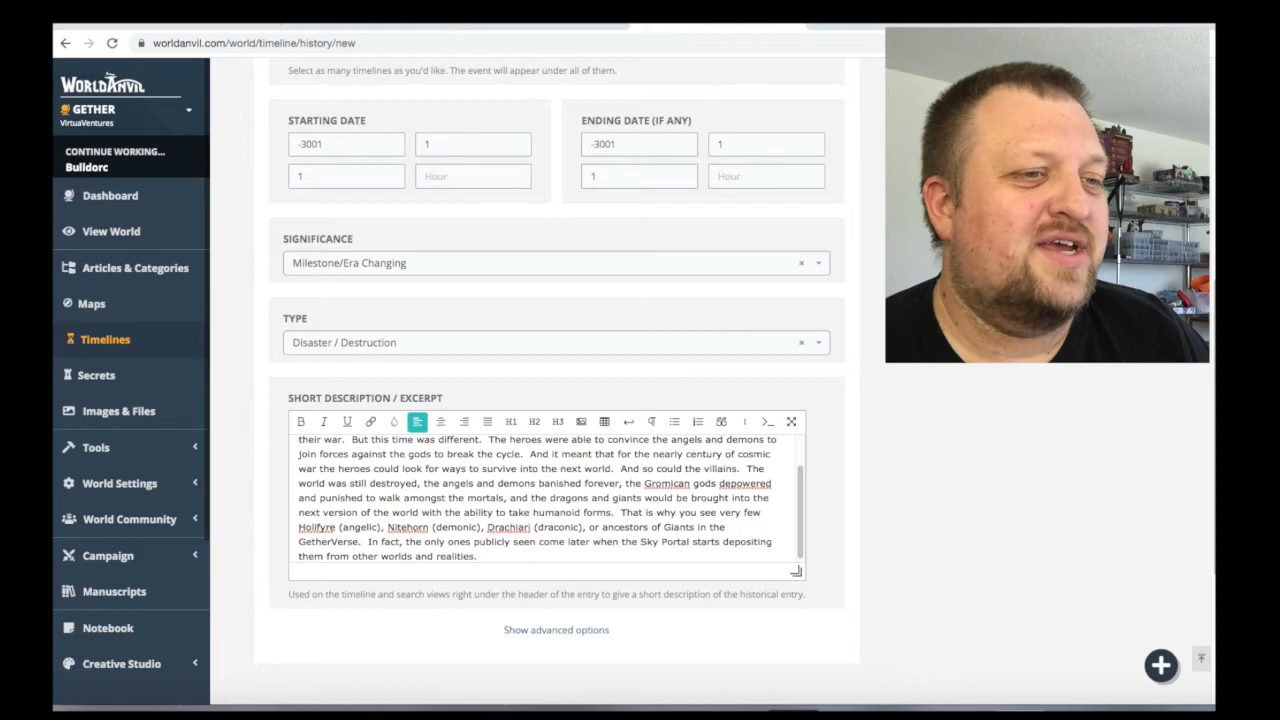 worldanvil.com/world/timeline/history/new
WORLDANVIL
GETHER
VirtuaVentures
CONTINUE WORKING...
Bulldorc
Dashboard
View World
Articles & Categories
Maps
Timelines
Secrets
Images & Files
Tools
World Settings
World Community
Campaign
Manuscripts
Notebook
Creative Studio
Select as many timelines as you'd like. The event will appear under all of them.
STARTING DATE
-3001 1
1 Hour
ENDING DATE (IF ANY)
-3001 1
1 Hour
SIGNIFICANCE
Milestone/Era Changing
TYPE
Disaster / Destruction
SHORT DESCRIPTION / EXCERPT
B I U H1 H2 H3
their war. But this time was different. The heroes were able to convince the angels and demons to
join forces against the gods to break the cycle. And it meant that for the nearly century of cosmic
war the heroes could look for ways to survive into the next world. And so could the villains. The
world was still destroyed, the angels and demons banished forever, the Gromican gods depowered
and punished to walk amongst the mortals, and the dragons and giants would be brought into the
next version of the world with the ability to take humanoid forms. That is why you see very few
Holifyre (angelic), Nitehorn (demonic), Drachiari (draconic), or ancestors of Giants in the
GetherVerse. In fact, the only ones publicly seen come later when the Sky Portal starts depositing
them from other worlds and realities.
Used on the timeline and search views right under the header of the entry to give a short description of the historical entry.
Show advanced options